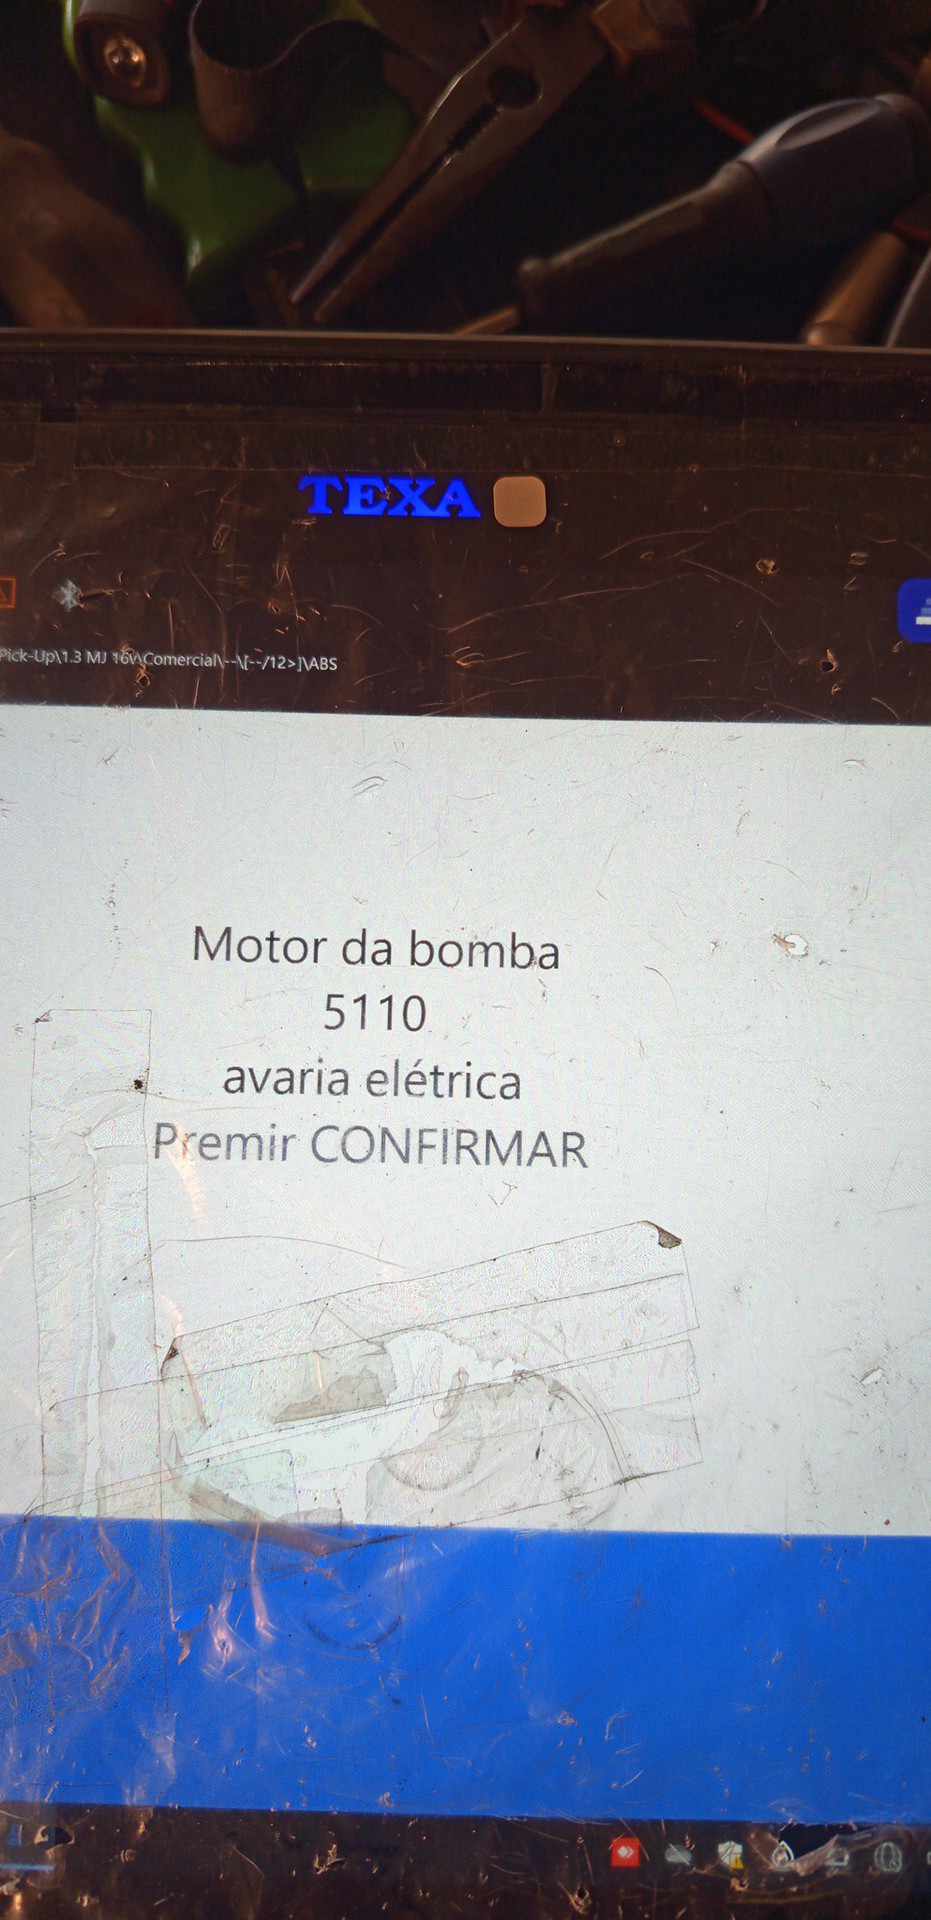 TEXA
Pick-Up\1.3 MJ 16V\Comercial\--\[--/12>]\ABS
Motor da bomba
5110
avaria elétrica
Premir CONFIRMAR